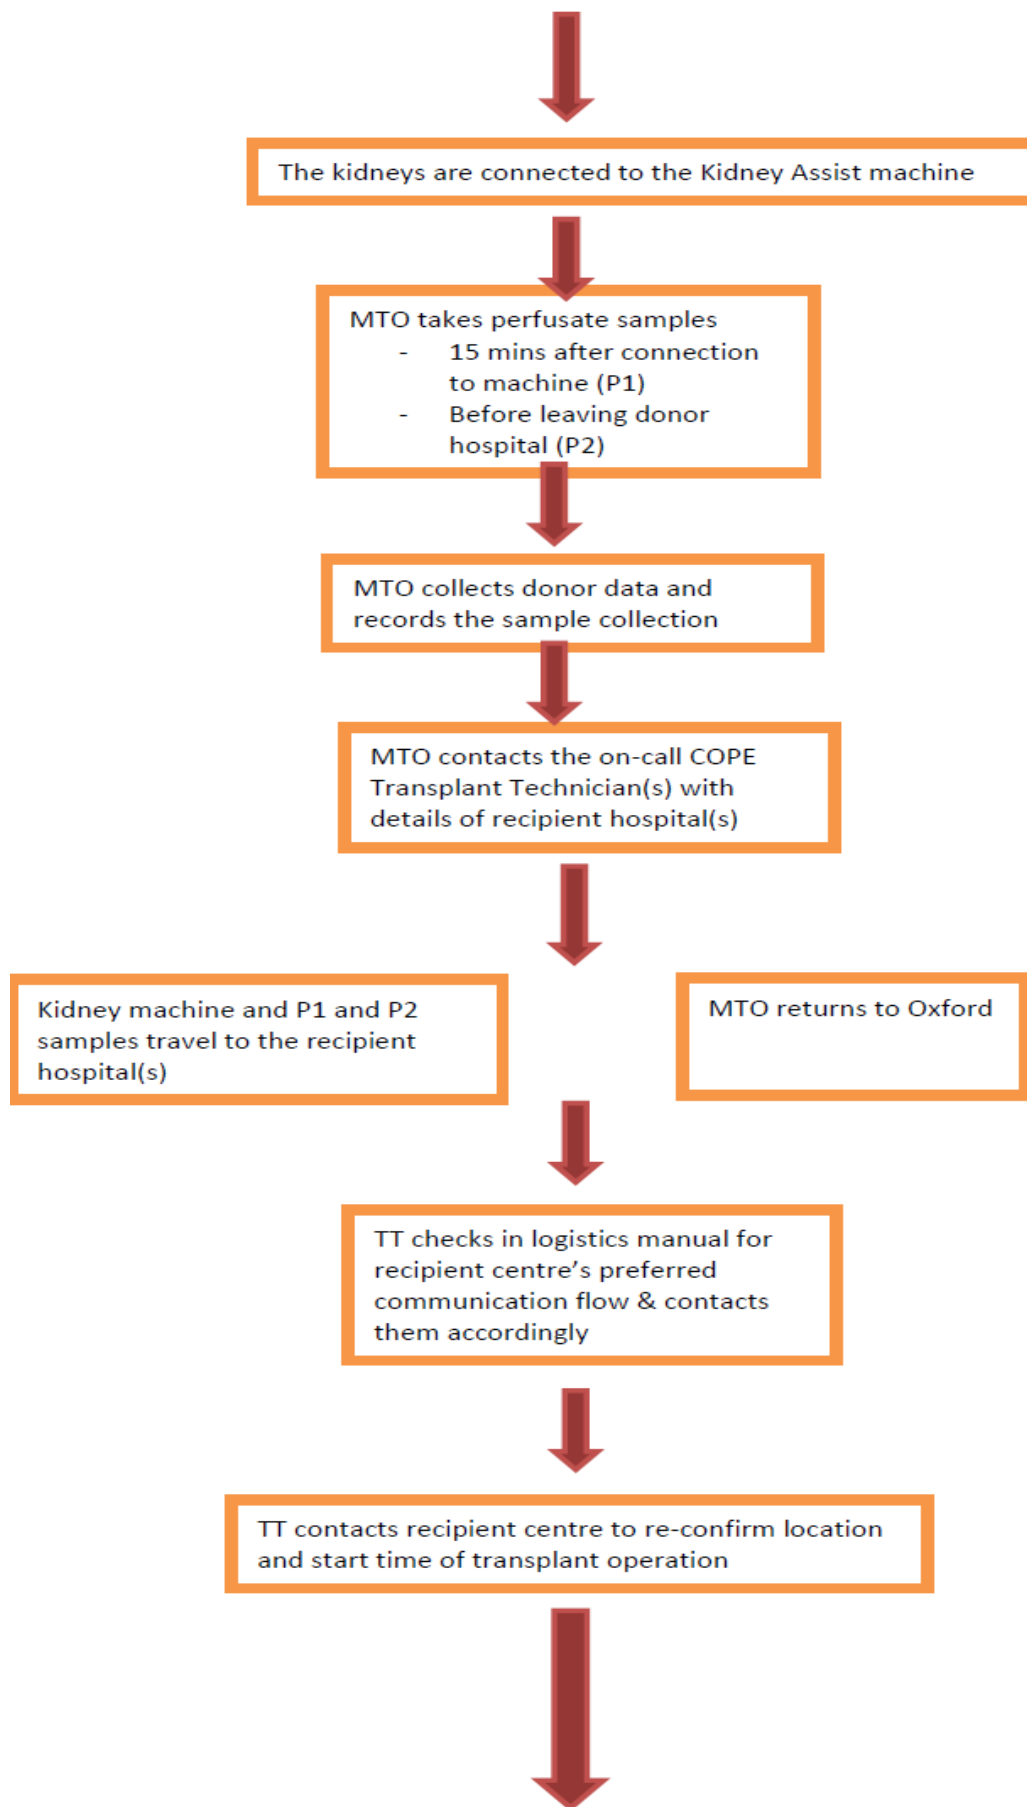 The kidneys are connected to the Kidney Assist machine
MTO takes perfusate samples
- 15 mins after connection
to machine (P1)
- Before leaving donor
hospital (P2)
MTO collects donor data and
records the sample collection
MTO contacts the on-call COPE
Transplant Technician(s) with
details of recipient hospital(s)
Kidney machine and P1 and P2
samples travel to the recipient
hospital(s)
MTO returns to Oxford
TT checks in logistics manual for
recipient centre’s preferred
communication flow & contacts
them accordingly
TT contacts recipient centre to re-confirm location
and start time of transplant operation